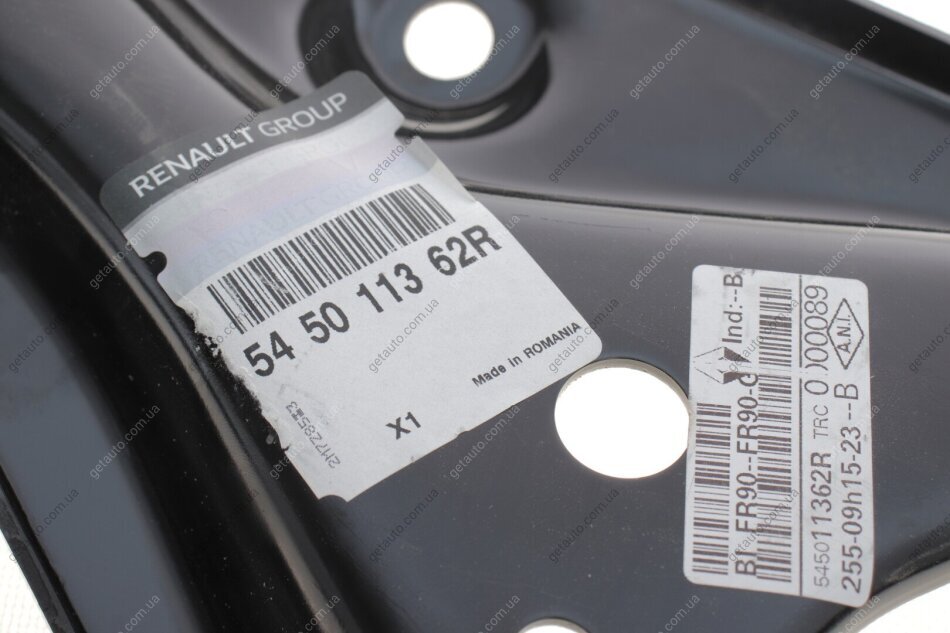 RENAULT GROUP
54 50 113 62R
Made in ROMANIA
X1
Ind:--B
B FR90--FR90-
545011362R TRC 0000089
255-09h15-23--B
A.N.I.
getauto.com.ua